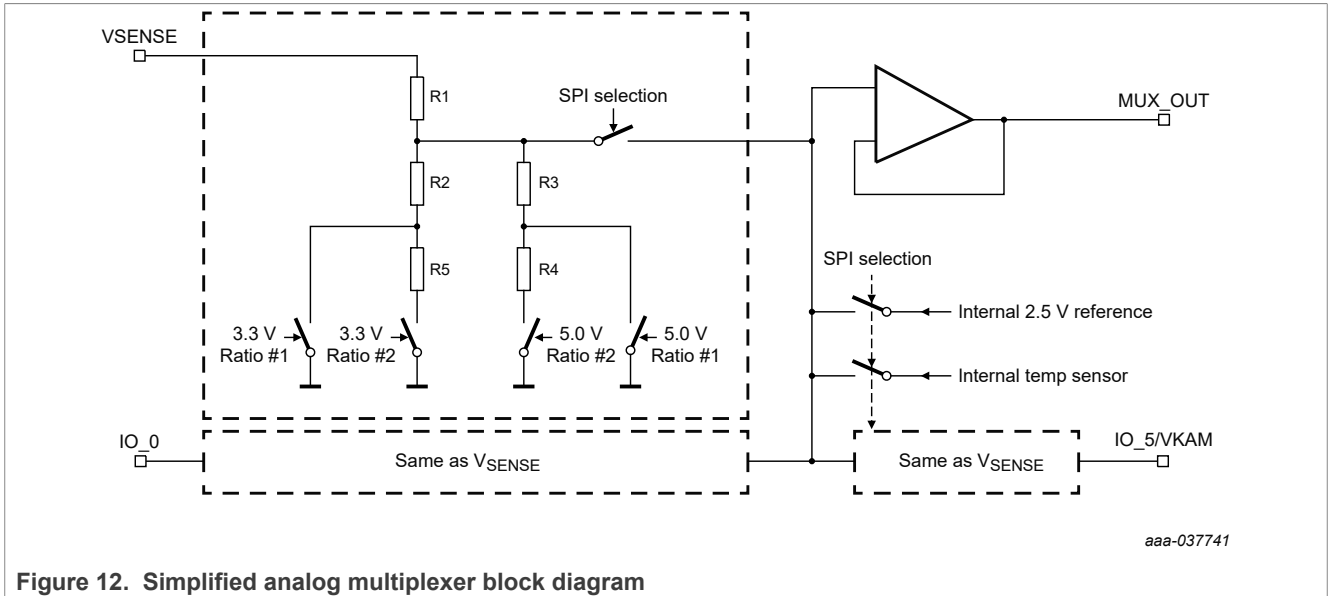 VSENSE
R1
SPI selection
MUX_OUT
R2
R3
R5
R4
SPI selection
Internal 2.5 V reference
3.3 V
Ratio #1
3.3 V
Ratio #2
5.0 V
Ratio #2
5.0 V
Ratio #1
Internal temp sensor
IO_0
Same as VSENSE
Same as VSENSE
IO_5/VKAM
aaa-037741
Figure 12. Simplified analog multiplexer block diagram